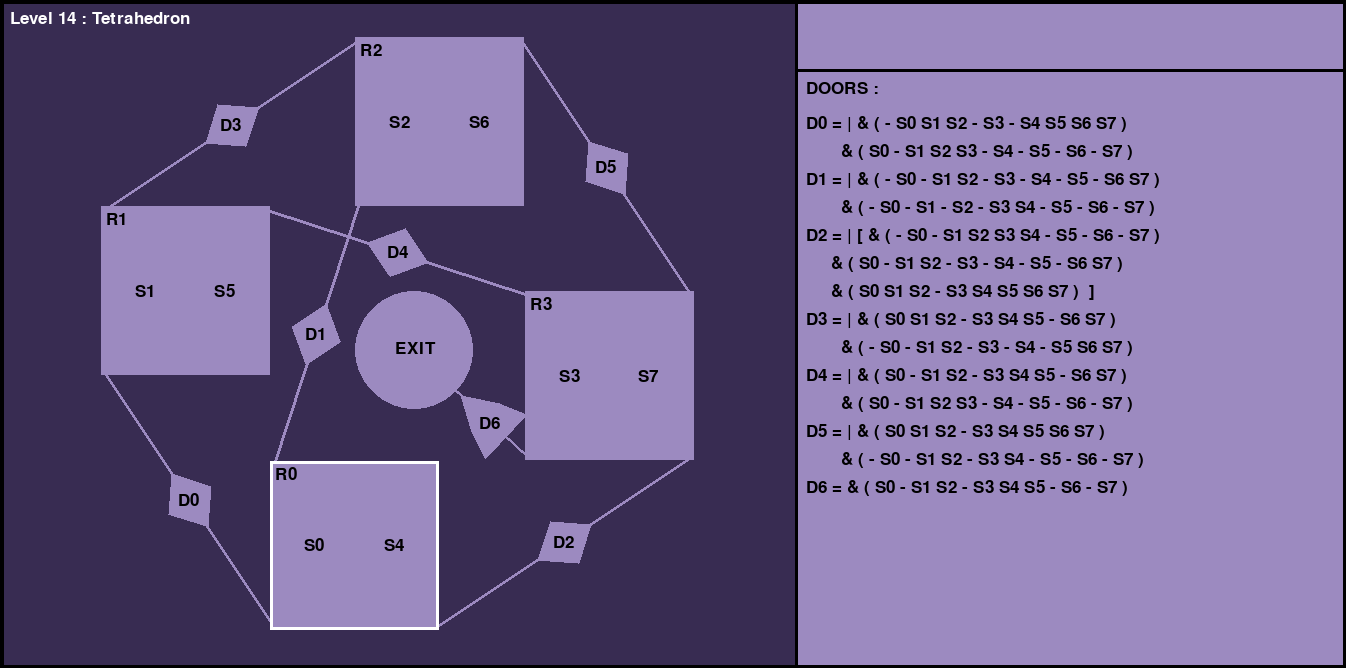 Level 14 : Tetrahedron
R2
S2 S6
D3
D5
R1
S1 S5
D4
R3
S3 S7
D1
EXIT
D6
R0
S0 S4
D0
D2
DOORS :
D0 = | & ( - S0 S1 S2 - S3 - S4 S5 S6 S7 )
& ( S0 - S1 S2 S3 - S4 - S5 - S6 - S7 )
D1 = | & ( - S0 - S1 S2 - S3 - S4 - S5 - S6 S7 )
& ( - S0 - S1 - S2 - S3 S4 - S5 - S6 - S7 )
D2 = | [ & ( - S0 - S1 S2 S3 S4 - S5 - S6 - S7 )
& ( S0 - S1 S2 - S3 - S4 - S5 - S6 S7 )
& ( S0 S1 S2 - S3 S4 S5 S6 S7 ) ]
D3 = | & ( S0 S1 S2 - S3 S4 S5 - S6 S7 )
& ( - S0 - S1 S2 - S3 - S4 - S5 S6 S7 )
D4 = | & ( S0 - S1 S2 - S3 S4 S5 - S6 S7 )
& ( S0 - S1 S2 S3 - S4 - S5 - S6 - S7 )
D5 = | & ( S0 S1 S2 - S3 S4 S5 S6 S7 )
& ( - S0 - S1 S2 - S3 S4 - S5 - S6 - S7 )
D6 = & ( S0 - S1 S2 - S3 S4 S5 - S6 - S7 )